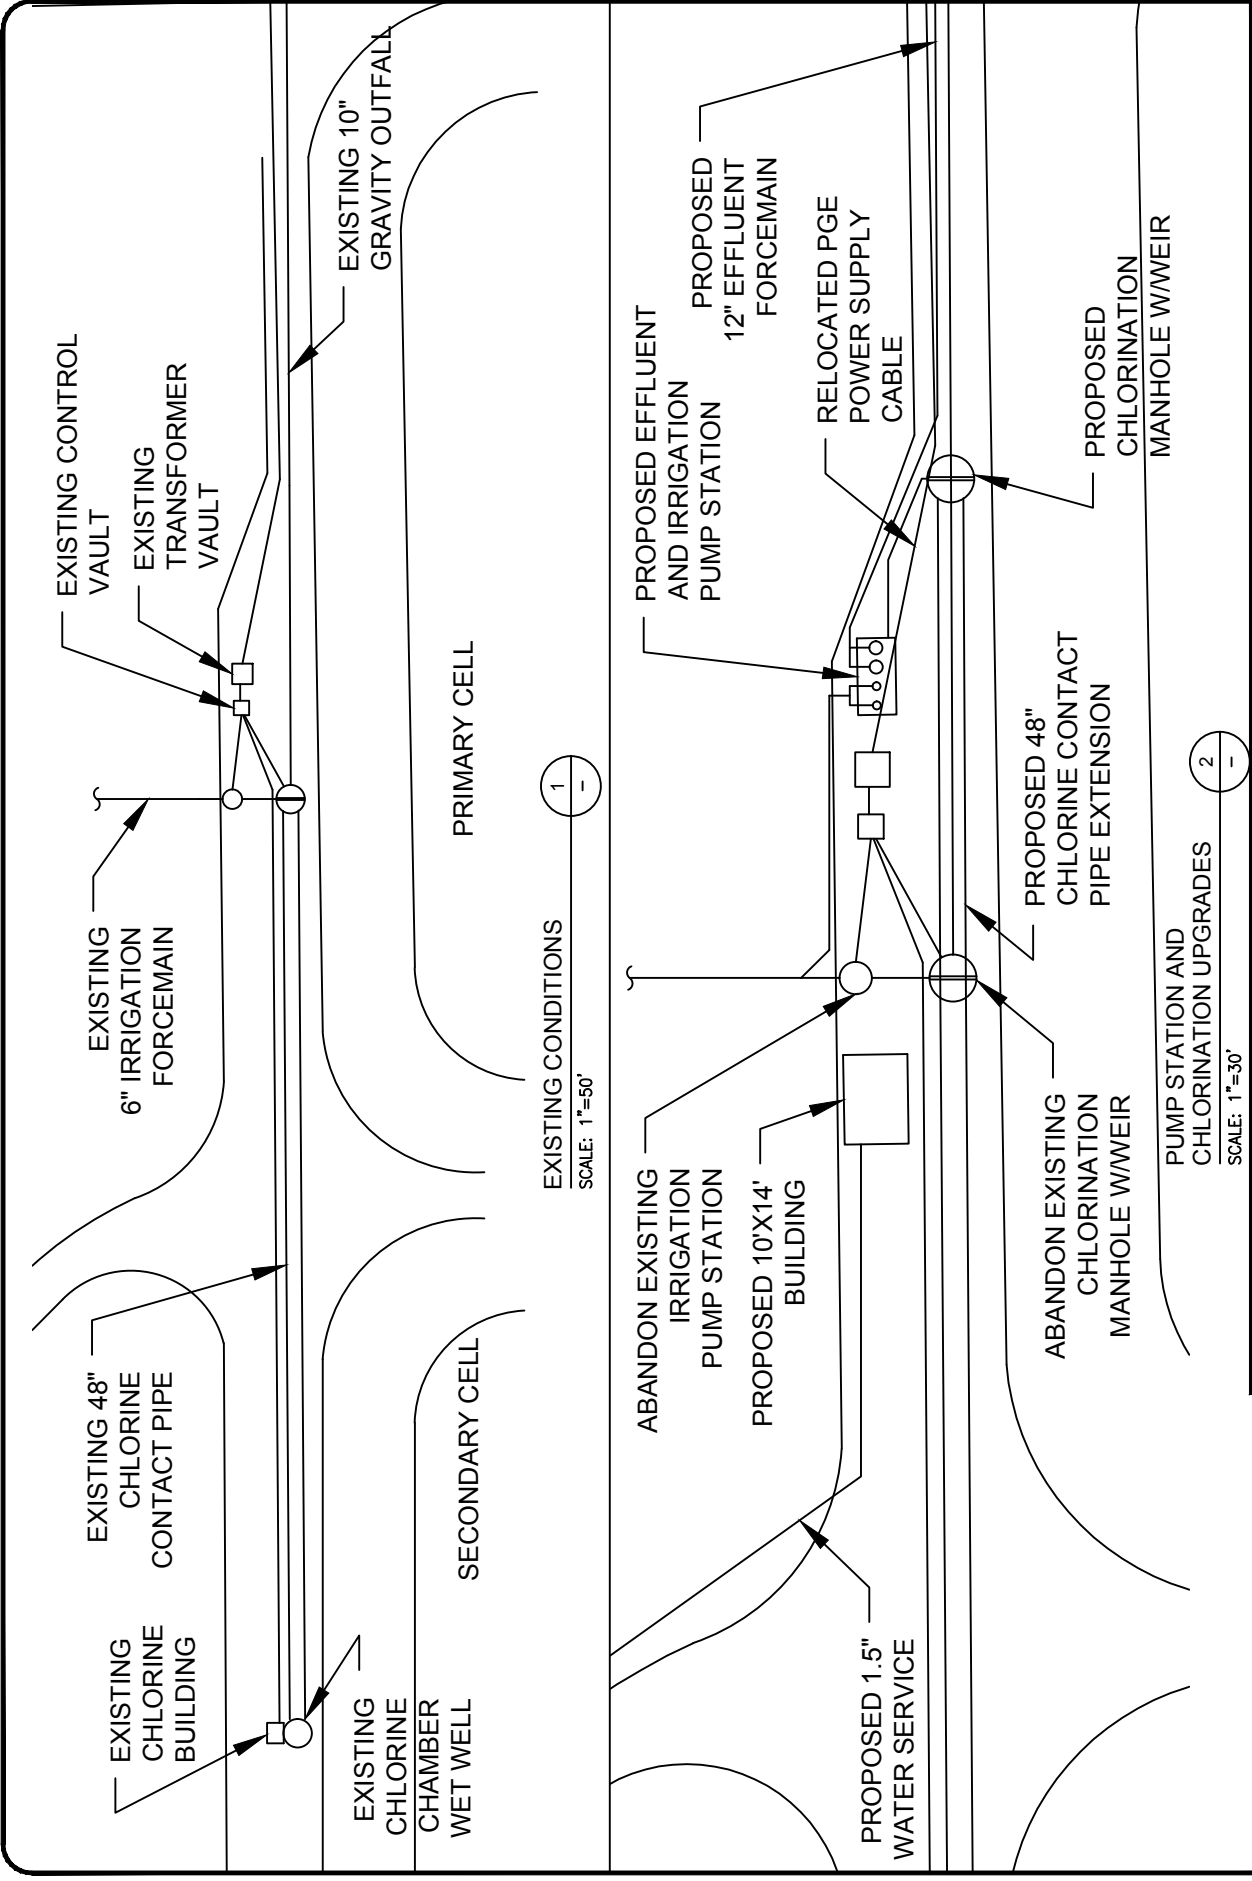 EXISTING
CHLORINE
BUILDING
EXISTING 48"
CHLORINE
CONTACT PIPE
EXISTING
6" IRRIGATION
FORCEMAIN
EXISTING CONTROL
VAULT
EXISTING
TRANSFORMER
VAULT
EXISTING 10"
GRAVITY OUTFALL
EXISTING
CHLORINE
CHAMBER
WET WELL
SECONDARY CELL
PRIMARY CELL
EXISTING CONDITIONS
SCALE: 1"=50'
1
-
ABANDON EXISTING
IRRIGATION
PUMP STATION
PROPOSED 10'X14'
BUILDING
PROPOSED EFFLUENT
AND IRRIGATION
PUMP STATION
PROPOSED
12" EFFLUENT
FORCEMAIN
RELOCATED PGE
POWER SUPPLY
CABLE
PROPOSED 1.5"
WATER SERVICE
ABANDON EXISTING
CHLORINATION
MANHOLE W/WEIR
PROPOSED 48"
CHLORINE CONTACT
PIPE EXTENSION
PROPOSED
CHLORINATION
MANHOLE W/WEIR
PUMP STATION AND
CHLORINATION UPGRADES
SCALE: 1"=30'
2
-